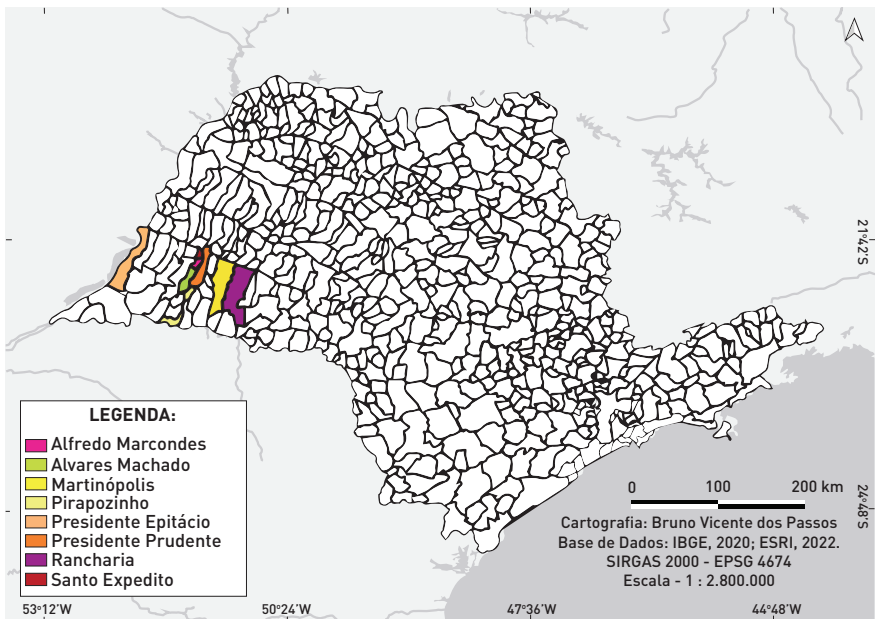 21°42'S
LEGENDA:
Alfredo Marcondes
Alvares Machado
Martinópolis
Pirapozinho
Presidente Epitácio
Presidente Prudente
Rancharia
Santo Expedito
0 100 200 km
Cartografia: Bruno Vicente dos Passos
Base de Dados: IBGE, 2020; ESRI, 2022.
SIRGAS 2000 - EPSG 4674
Escala - 1 : 2.800.000
24°48'S
53°12'W 50°24'W 47°36'W 44°48'W